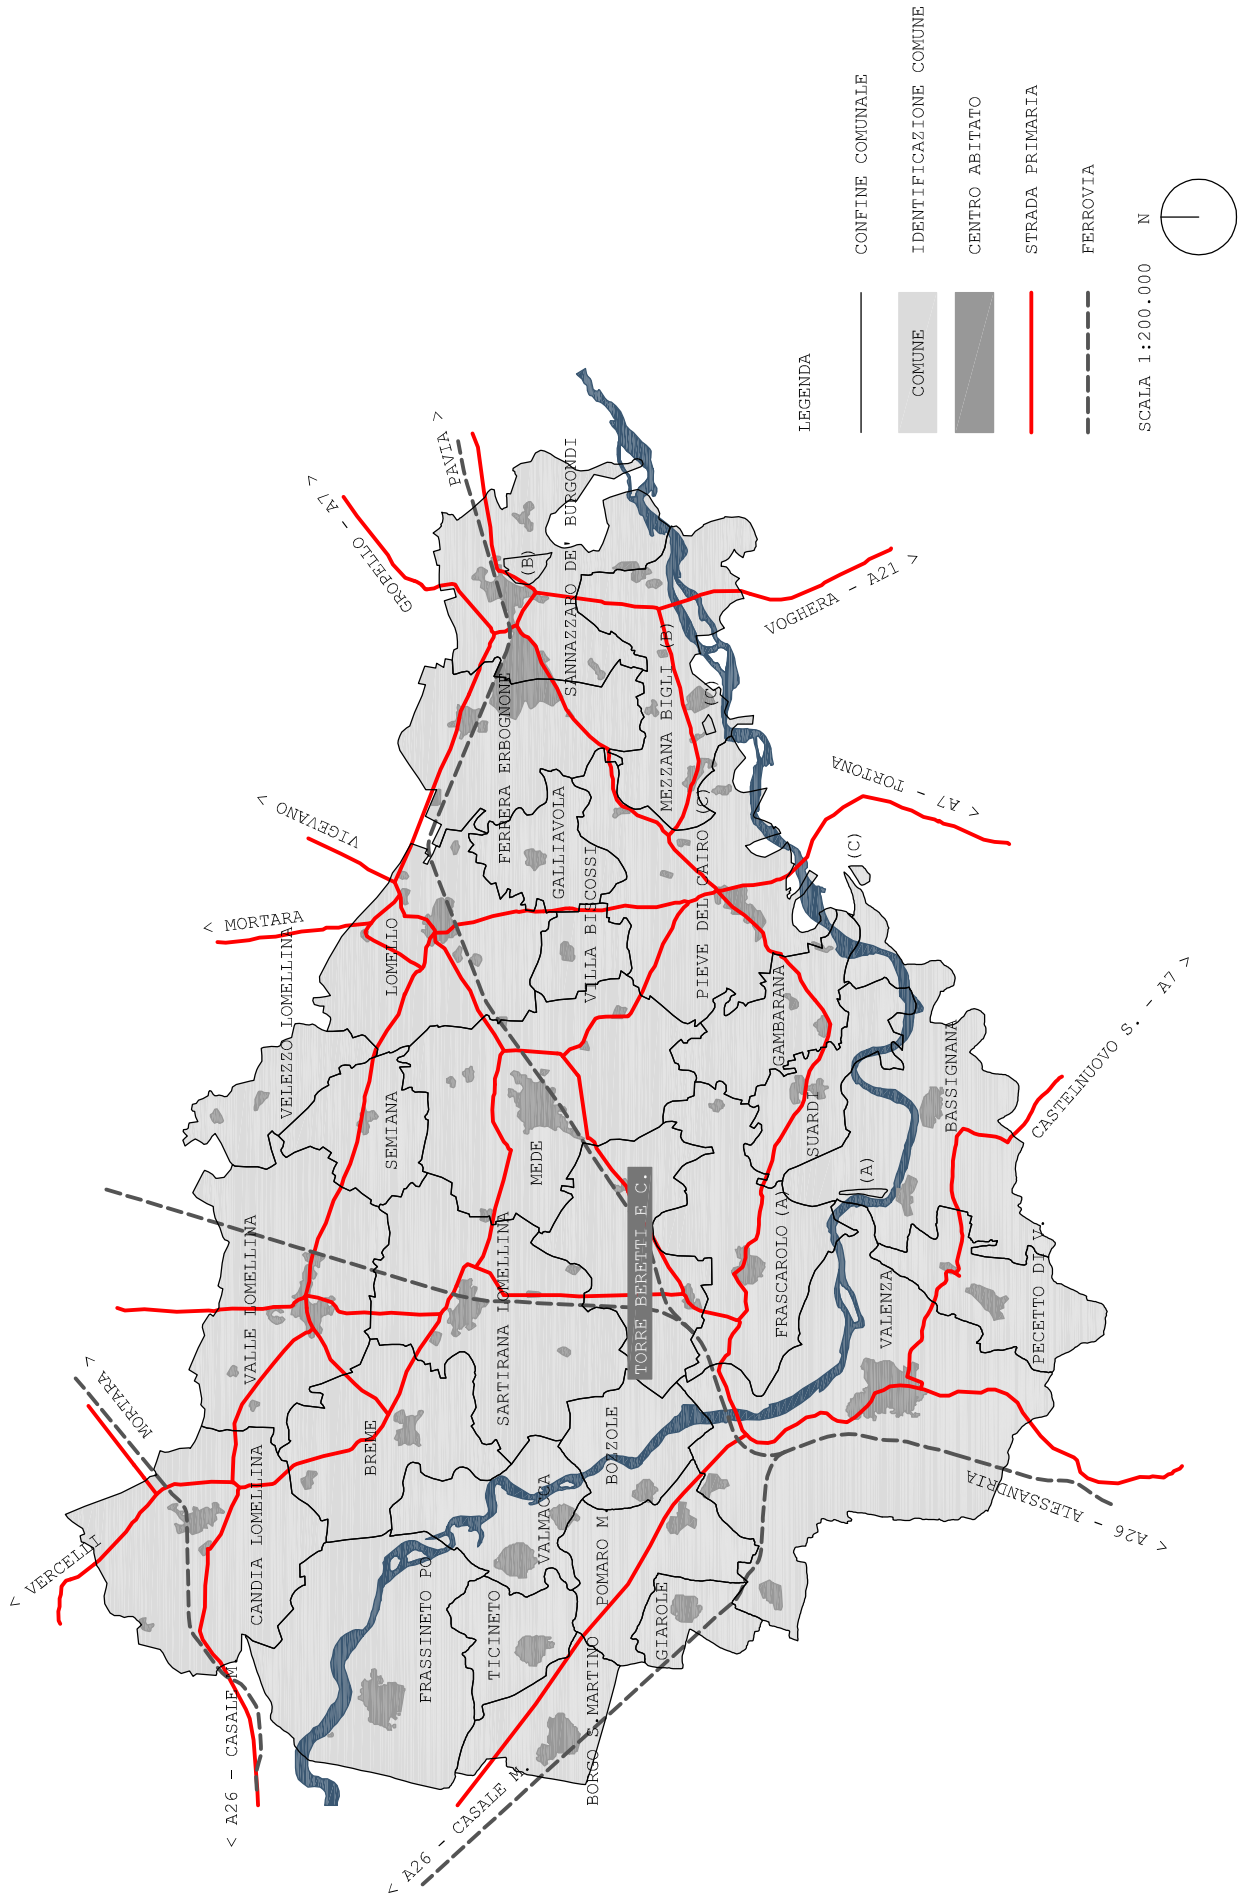 < VERCELLI
MORTARA >
< MORTARA
VIGEVANO >
GROPELLO - A7 >
PAVIA >
< A26 - CASALE M
CANDIA LOMELLINA
VALLE LOMELLINA
VELEZZO LOMELLINA
LOMELLO
SEMIANA
BREME
FERRERA ERBOGNONE
SANNAZZARO DE' BURGONDI
(B)
GALLIAVOLA
VILLA BISCOSSI
MEDE
SARTIRANA LOMELLINA
FRASSINETO PO
TICINETO
VALMACCA
BOZZOLE
POMARO M
BORGO S.MARTINO
GIAROLE
TORRE BERETTI E C.
MEZZANA BIGLI (B)
(C)
PIEVE DEL CAIRO (C)
(C)
GAMBARANA
SUARDI
FRASCAROLO (A)
(A)
VALENZA
BASSIGNANA
PECETTO DI V.
VOGHERA - A21 >
< A7 - TORTONA
CASTELNUOVO S. - A7 >
< A26 - ALESSANDRIA
< A26 - CASALE M.
LEGENDA
CONFINE COMUNALE
COMUNE
IDENTIFICAZIONE COMUNE
CENTRO ABITATO
STRADA PRIMARIA
FERROVIA
SCALA 1:200.000
N